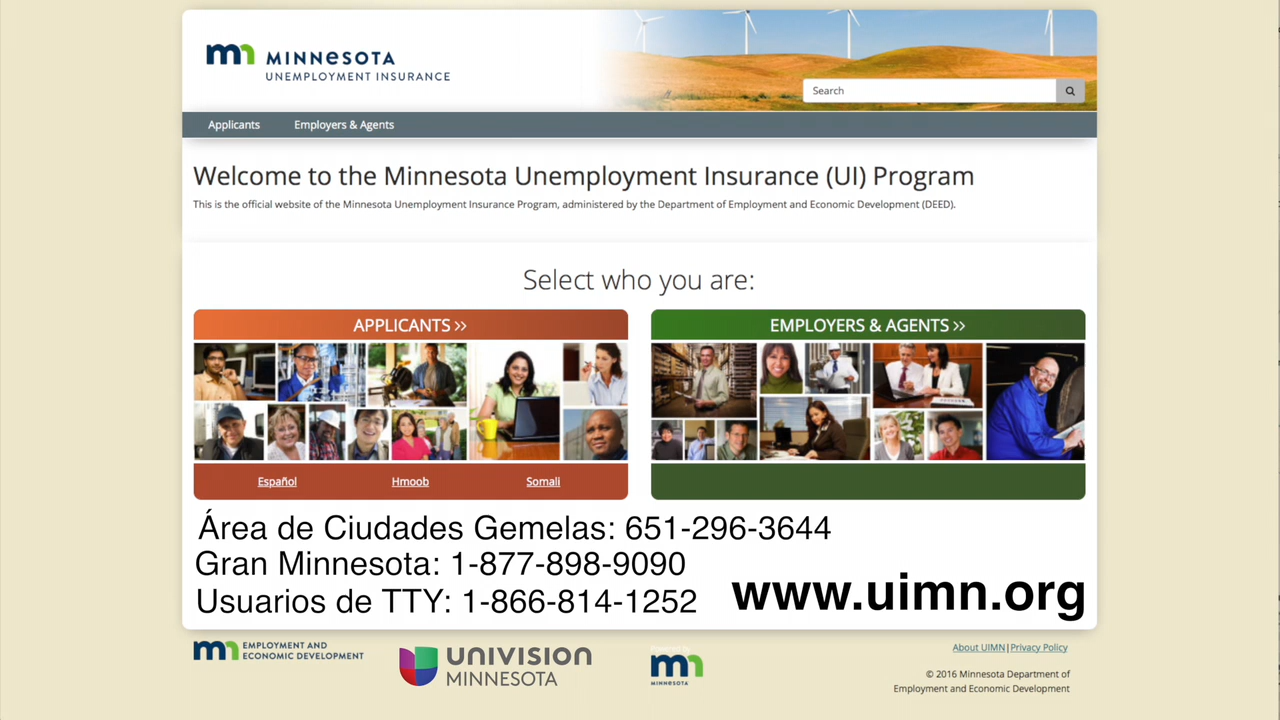 mn MINNESOTA
UNEMPLOYMENT INSURANCE
Search
Applicants Employers & Agents
Welcome to the Minnesota Unemployment Insurance (UI) Program
This is the official website of the Minnesota Unemployment Insurance Program, administered by the Department of Employment and Economic Development (DEED).
Select who you are:
APPLICANTS >> EMPLOYERS & AGENTS >>
Español Hmoob Somali
Área de Ciudades Gemelas: 651-296-3644
Gran Minnesota: 1-877-898-9090
Usuarios de TTY: 1-866-814-1252
www.uimn.org
mn EMPLOYMENT AND
ECONOMIC DEVELOPMENT
UNIVISION
MINNESOTA
mn
MINNESOTA
About UIMN | Privacy Policy
© 2016 Minnesota Department of
Employment and Economic Development